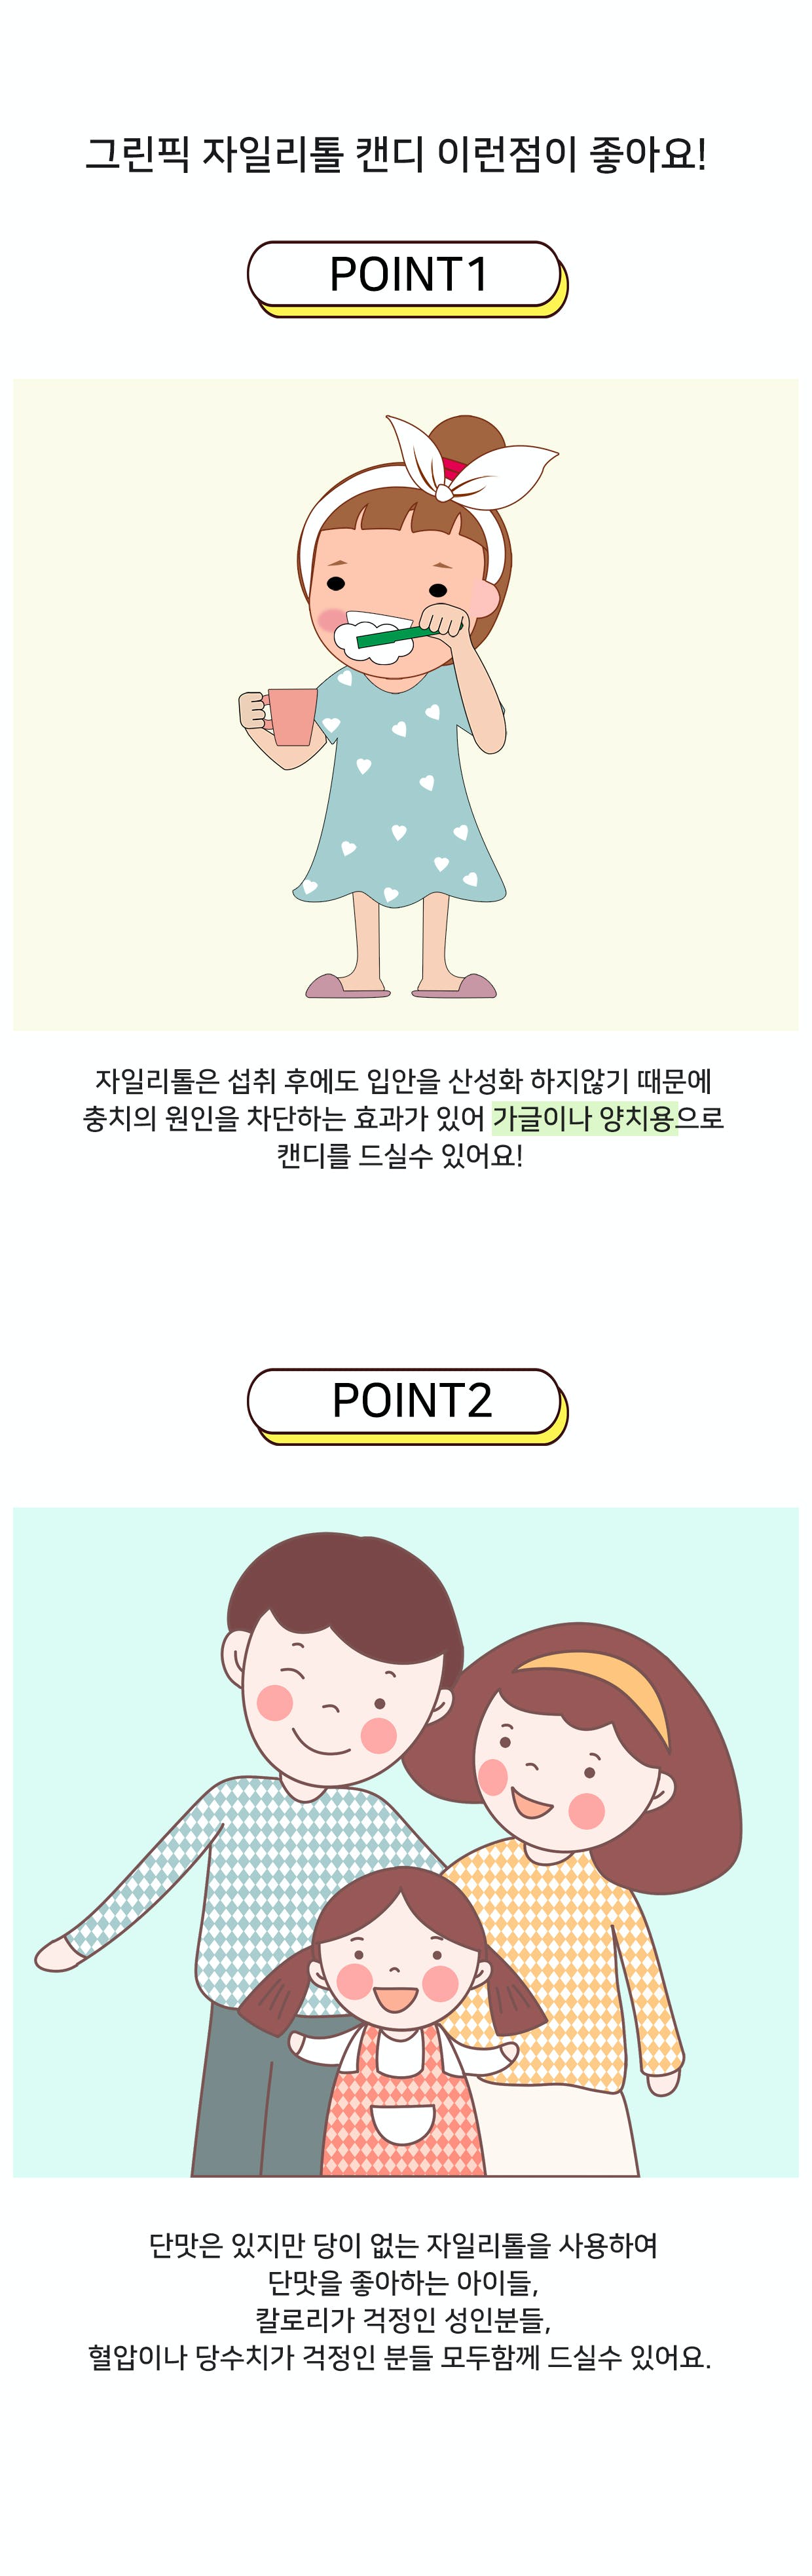 그린픽 자일리톨 캔디 이런점이 좋아요!
POINT1
자일리톨은 섭취 후에도 입안을 산성화 하지않기 때문에
충치의 원인을 차단하는 효과가 있어 가글이나 양치용으로
캔디를 드실수 있어요!
POINT2
단맛은 있지만 당이 없는 자일리톨을 사용하여
단맛을 좋아하는 아이들,
칼로리가 걱정인 성인분들,
혈압이나 당수치가 걱정인 분들 모두함께 드실수 있어요.